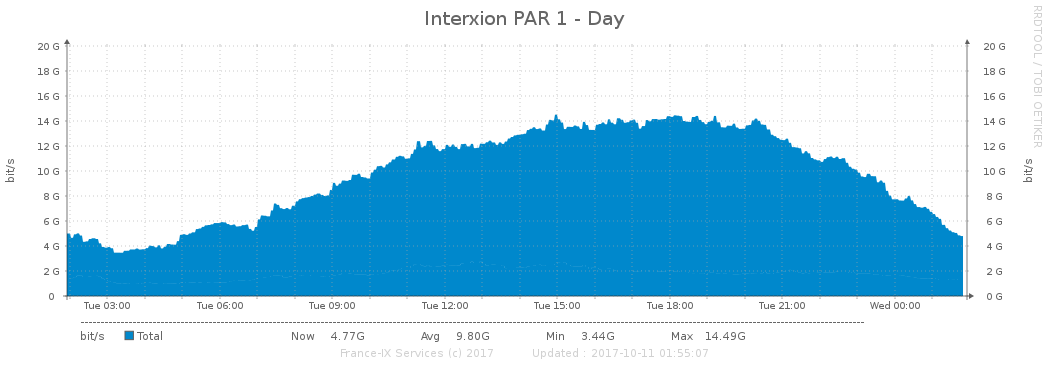 Interxion PAR 1 - Day
RRDTOOL / TOBI OETIKER
20 G 20 G
18 G 18 G
16 G 16 G
14 G 14 G
12 G 12 G
10 G 10 G
8 G 8 G
6 G 6 G
4 G 4 G
2 G 2 G
0 0 G
bit/s
bit/s
Tue 03:00 Tue 06:00 Tue 09:00 Tue 12:00 Tue 15:00 Tue 18:00 Tue 21:00 Wed 00:00
bit/s Total Now 4.77G Avg 9.80G Min 3.44G Max 14.49G
France-IX Services (c) 2017 Updated : 2017-10-11 01:55:07